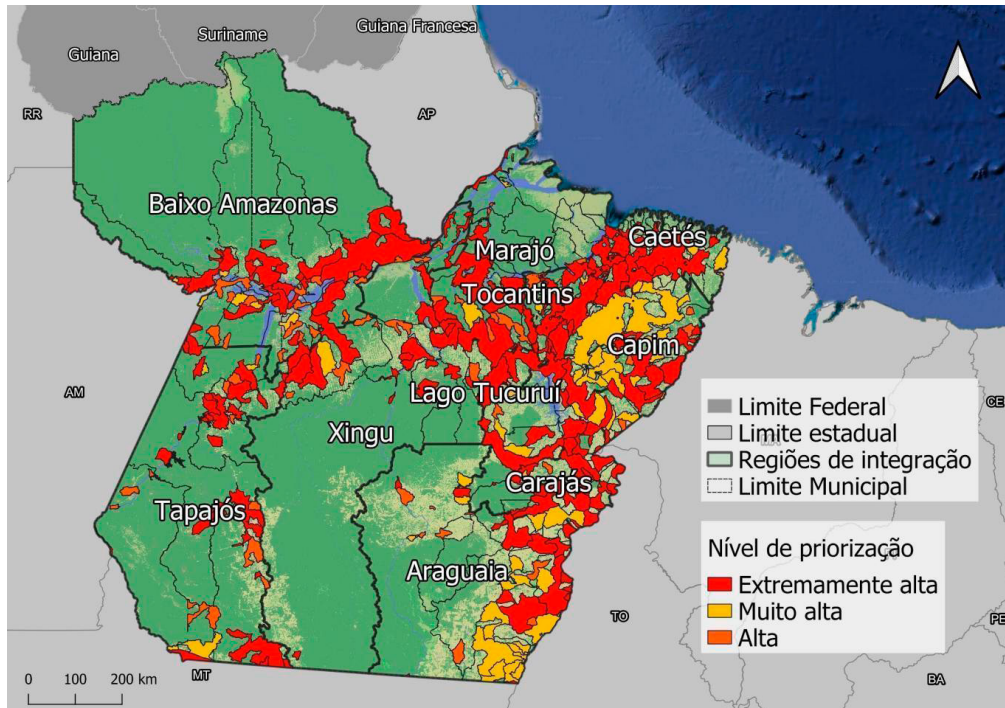 Guiana
Suriname
Guiana Francesa
RR
AP
Baixo Amazonas
Marajó
Caetés
Tocantins
Capim
AM
Lago Tucuruí
Xingu
Carajás
Tapajós
Araguaia
TO
MT
BA
CE
PE
Limite Federal
Limite estadual
Regiões de integração
Limite Municipal
Nível de priorização
Extremamente alta
Muito alta
Alta
0 100 200 km